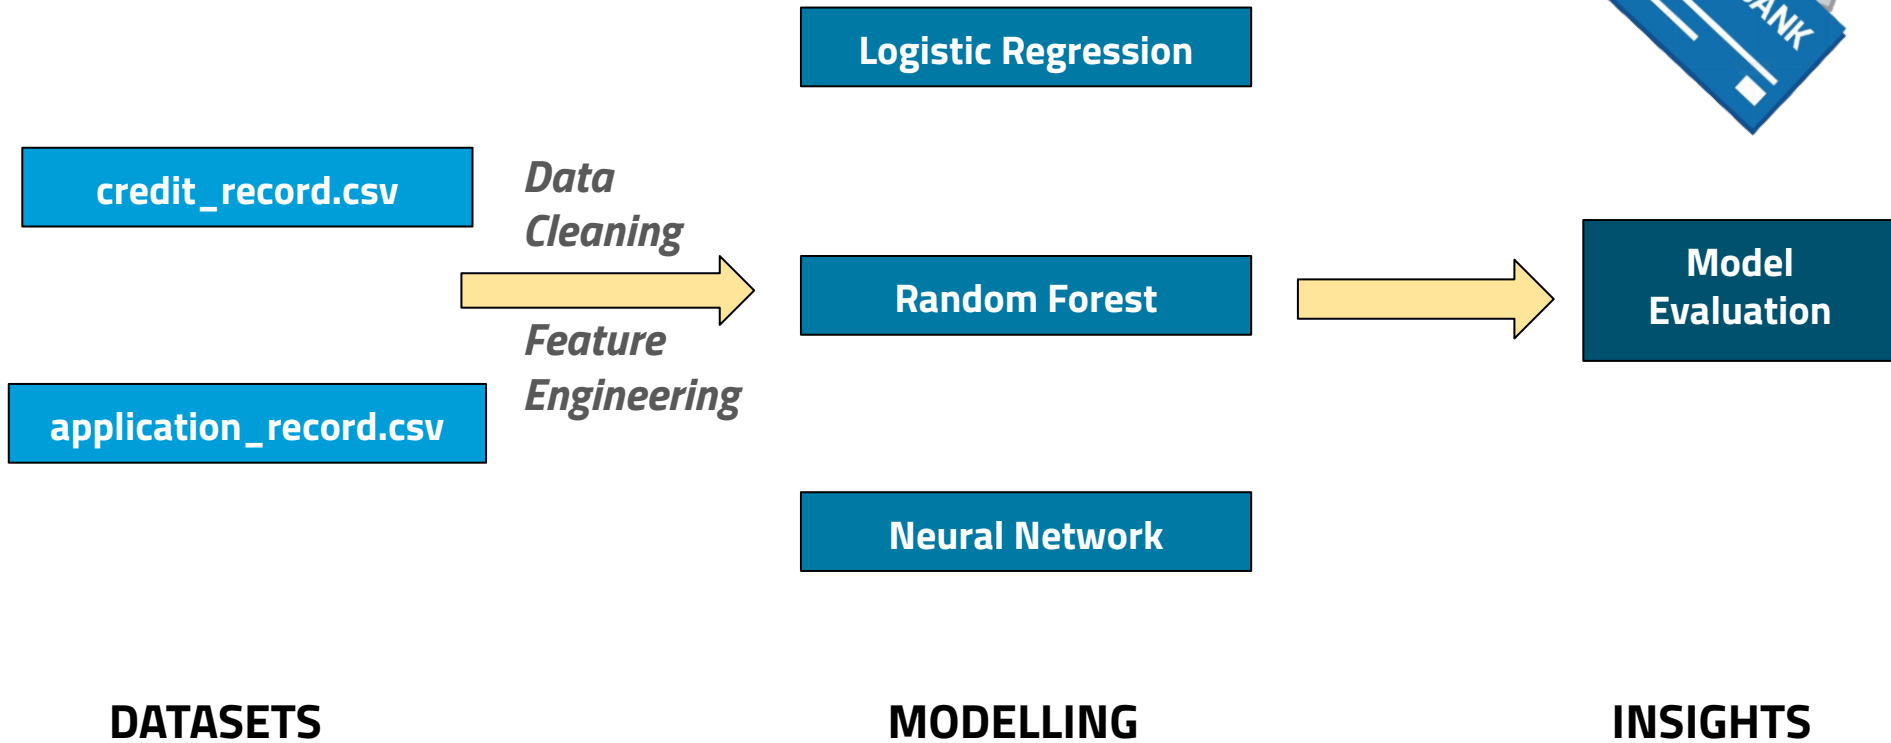 Logistic Regression
BANK
credit_record.csv
Data
Cleaning
Model
Evaluation
Random Forest
Feature
Engineering
application_record.csv
Neural Network
DATASETS
MODELLING
INSIGHTS